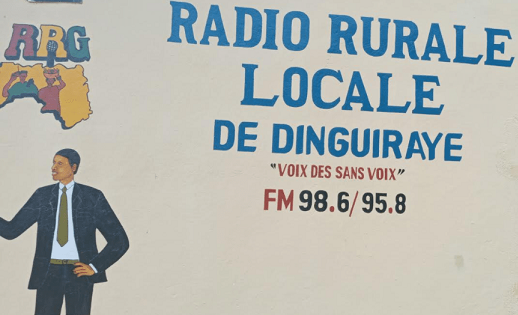 RRG
RADIO RURALE
LOCALE
DE DINGUIRAYE
"VOIX DES SANS VOIX"
FM 98.6/95.8